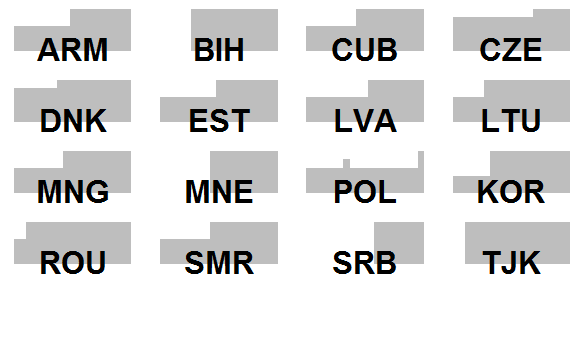 ARM BIH CUB CZE
DNK EST LVA LTU
MNG MNE POL KOR
ROU SMR SRB TJK